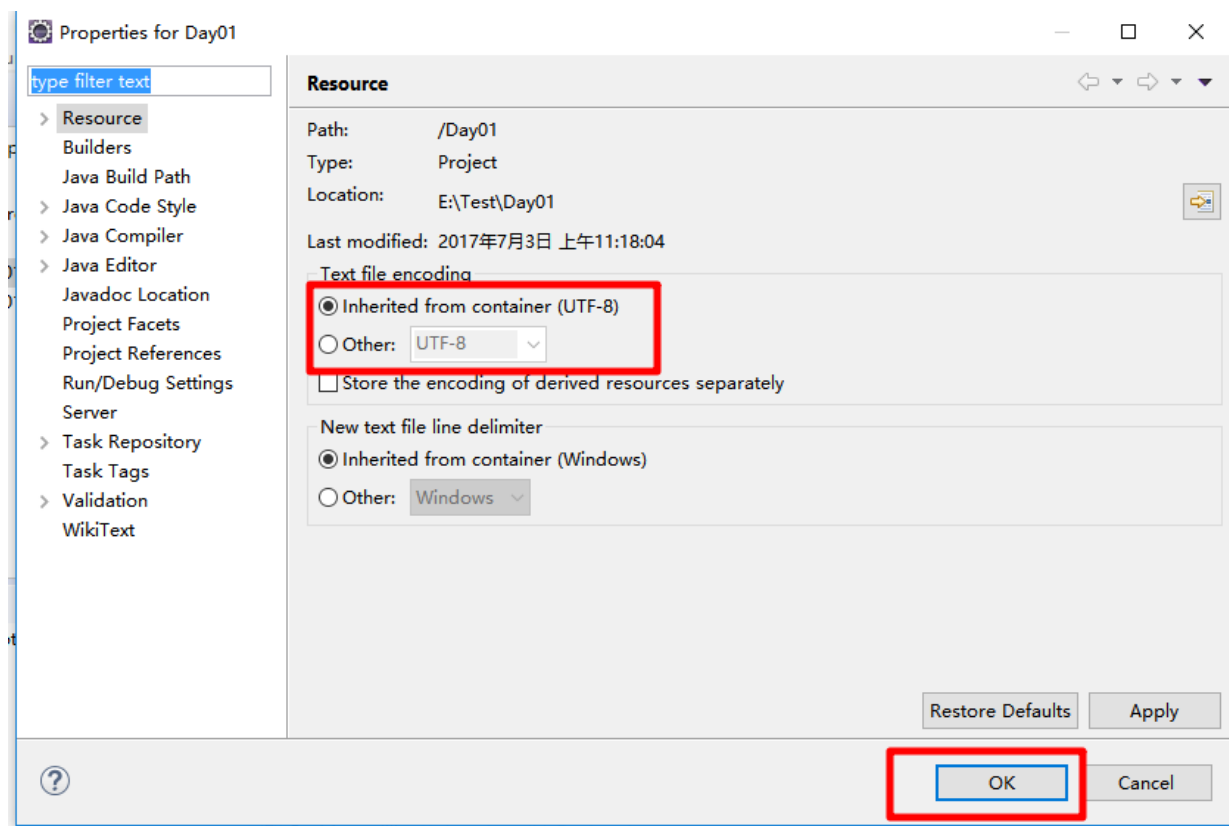 Properties for Day01
type filter text
Resource
Builders
Java Build Path
Java Code Style
Java Compiler
Java Editor
Javadoc Location
Project Facets
Project References
Run/Debug Settings
Server
Task Repository
Task Tags
Validation
WikiText
Resource
Path: /Day01
Type: Project
Location: E:\Test\Day01
Last modified: 2017年7月3日 上午11:18:04
Text file encoding
Inherited from container (UTF-8)
Other: UTF-8
Store the encoding of derived resources separately
New text file line delimiter
Inherited from container (Windows)
Other: Windows
Restore Defaults Apply
? OK Cancel